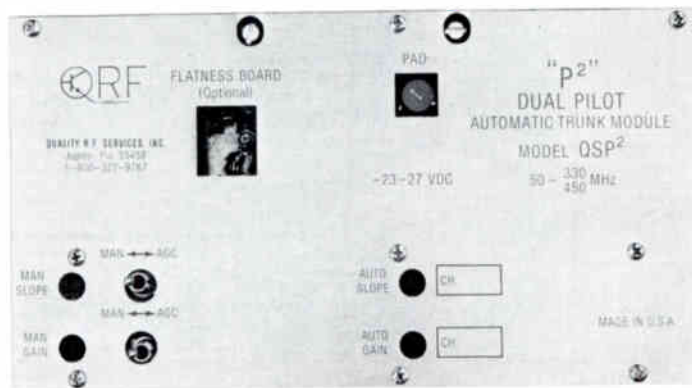 QRF
QUALITY R.F. SERVICES, INC.
FLATNESS BOARD
(Optional)
PAD
"P²"
DUAL PILOT
AUTOMATIC TRUNK MODULE
MODEL QSP²
-23-27 VDC
50 - 330/450 MHz
MAN ↔ AGC
MAN
SLOPE
MAN ↔ AGC
MAN
GAIN
AUTO
SLOPE
CH.
AUTO
GAIN
CH.
MADE IN U.S.A.